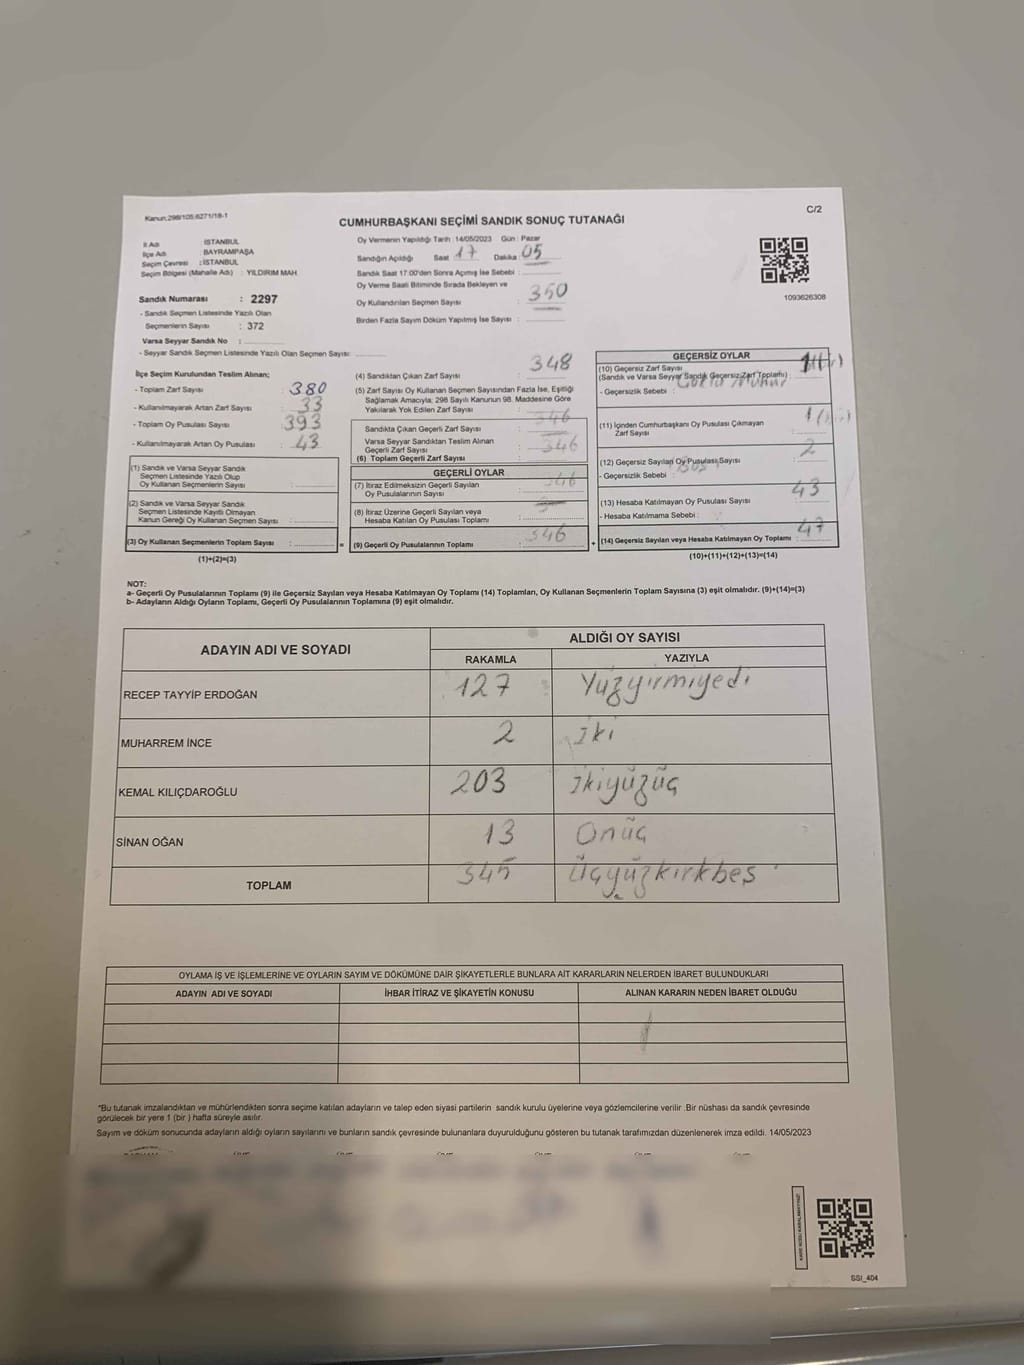 Kanun:298/105;6271/18-1
C/2
CUMHURBAŞKANI SEÇİMİ SANDIK SONUÇ TUTANAĞI
İl Adı : İSTANBUL
İlçe Adı : BAYRAMPAŞA
Seçim Çevresi : İSTANBUL
Seçim Bölgesi (Mahalle Adı) : YILDIRIM MAH
Oy Vermenin Yapıldığı Tarih :14/05/2023 Gün : Pazar
Sandığın Açıldığı Saat : 17 Dakika : 05
Sandık Saat 17:00'den Sonra Açımış İse Sebebi :
Oy Verme Saati Bitiminde Sırada Bekleyen ve
Oy Kullandırılan Seçmen Sayısı : 350
Birden Fazla Sayım Döküm Yapılmış İse Sayısı :
1093626308
Sandık Numarası : 2297
- Sandık Seçmen Listesinde Yazılı Olan
Seçmenlerin Sayısı : 372
Varsa Seyyar Sandık No :
- Seyyar Sandık Seçmen Listesinde Yazılı Olan Seçmen Sayısı:
İlçe Seçim Kurulundan Teslim Alınan;
- Toplam Zarf Sayısı : 380
- Kullanılmayarak Artan Zarf Sayısı : 33
- Toplam Oy Pusulası Sayısı : 393
- Kullanılmayarak Artan Oy Pusulası : 43
(1) Sandık ve Varsa Seyyar Sandık
Seçmen Listesinde Yazılı Olup
Oy Kullanan Seçmenlerin Sayısı :
(2) Sandık ve Varsa Seyyar Sandık
Seçmen Listesinde Kayıtlı Olmayan
Kanun Gereği Oy Kullanan Seçmen Sayısı :
(3) Oy Kullanan Seçmenlerin Toplam Sayısı : =
(1)+(2)=(3)
(4) Sandıktan Çıkan Zarf Sayısı : 348
(5) Zarf Sayısı Oy Kullanan Seçmen Sayısından Fazla İse, Eşitliği
Sağlamak Amacıyla; 298 Sayılı Kanunun 98. Maddesine Göre
Yakılarak Yok Edilen Zarf Sayısı :
Sandıkta Çıkan Geçerli Zarf Sayısı : 346
Varsa Seyyar Sandıktan Teslim Alınan
Geçerli Zarf Sayısı :
(6) Toplam Geçerli Zarf Sayısı : 346
GEÇERLİ OYLAR
(7) İtiraz Edilmeksizin Geçerli Sayılan
Oy Pusulalarının Sayısı : 346
(8) İtiraz Üzerine Geçerli Sayılan veya
Hesaba Katılan Oy Pusulası Toplamı :
(9) Geçerli Oy Pusulalarının Toplamı : 346 +
GEÇERSİZ OYLAR
(10) Geçersiz Zarf Sayısı
(Sandık ve Varsa Seyyar Sandık Geçersiz Zarf Toplamı) :
- Geçersizlik Sebebi :
(11) İçinden Cumhurbaşkanı Oy Pusulası Çıkmayan
Zarf Sayısı : 1
(12) Geçersiz Sayılan Oy Pusulası Sayısı : 2
- Geçersizlik Sebebi :
(13) Hesaba Katılmayan Oy Pusulası Sayısı : 43
- Hesaba Katılmama Sebebi :
(14) Geçersiz Sayılan veya Hesaba Katılmayan Oy Toplamı : 47
(10)+(11)+(12)+(13)=(14)
NOT:
a- Geçerli Oy Pusulalarının Toplamı (9) ile Geçersiz Sayılan veya Hesaba Katılmayan Oy Toplamı (14) Toplamları, Oy Kullanan Seçmenlerin Toplam Sayısına (3) eşit olmalıdır. (9)+(14)=(3)
b- Adayların Aldığı Oyların Toplamı, Geçerli Oy Pusulalarının Toplamına (9) eşit olmalıdır.
ADAYIN ADI VE SOYADI ALDIĞI OY SAYISI
RAKAMLA YAZIYLA
RECEP TAYYİP ERDOĞAN 127 Yüzyirmiyedi
MUHARREM İNCE 2 İki
KEMAL KILIÇDAROĞLU 203 İkiyüzüç
SİNAN OĞAN 13 Onüç
TOPLAM 345 Üçyüzkırkbeş
OYLAMA İŞ VE İŞLEMLERİNE VE OYLARIN SAYIM VE DÖKÜMÜNE DAİR ŞİKAYETLERLE BUNLARA AİT KARARLARIN NELERDEN İBARET BULUNDUKLARI
ADAYIN ADI VE SOYADI İHBAR İTİRAZ VE ŞİKAYETİN KONUSU ALINAN KARARIN NEDEN İBARET OLDUĞU
*Bu tutanak imzalandıktan ve mühürlendikten sonra seçime katılan adayların ve talep eden siyasi partilerin sandık kurulu üyelerine veya gözlemcilerine verilir .Bir nüshası da sandık çevresinde
görülecek bir yere 1 (bir ) hafta süreyle asılır.
Sayım ve döküm sonucunda adayların aldığı oyların sayılarını ve bunların sandık çevresinde bulunanlara duyurulduğunu gösteren bu tutanak tarafımızdan düzenlenerek imza edildi. 14/05/2023
SSI_404